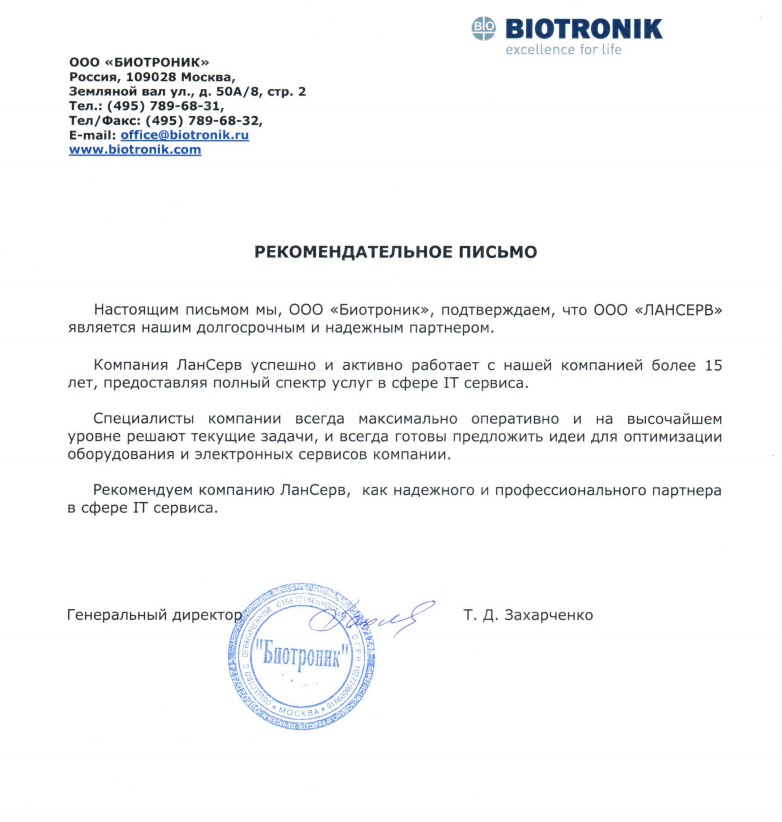 BIO BIOTRONIK
excellence for life
ООО «БИОТРОНИК»
Россия, 109028 Москва,
Земляной вал ул., д. 50А/8, стр. 2
Тел.: (495) 789-68-31,
Тел/Факс: (495) 789-68-32,
E-mail: office@biotronik.ru
www.biotronik.com
РЕКОМЕНДАТЕЛЬНОЕ ПИСЬМО
Настоящим письмом мы, ООО «Биотроник», подтверждаем, что ООО «ЛАНСЕРВ»
является нашим долгосрочным и надежным партнером.
Компания ЛанСерв успешно и активно работает с нашей компанией более 15
лет, предоставляя полный спектр услуг в сфере IT сервиса.
Специалисты компании всегда максимально оперативно и на высочайшем
уровне решают текущие задачи, и всегда готовы предложить идеи для оптимизации
оборудования и электронных сервисов компании.
Рекомендуем компанию ЛанСерв, как надежного и профессионального партнера
в сфере IT сервиса.
Генеральный директор Т. Д. Захарченко
ОБЩЕСТВО С ОГРАНИЧЕННОЙ ОТВЕТСТВЕННОСТЬЮ
"Биотроник"
* МОСКВА *